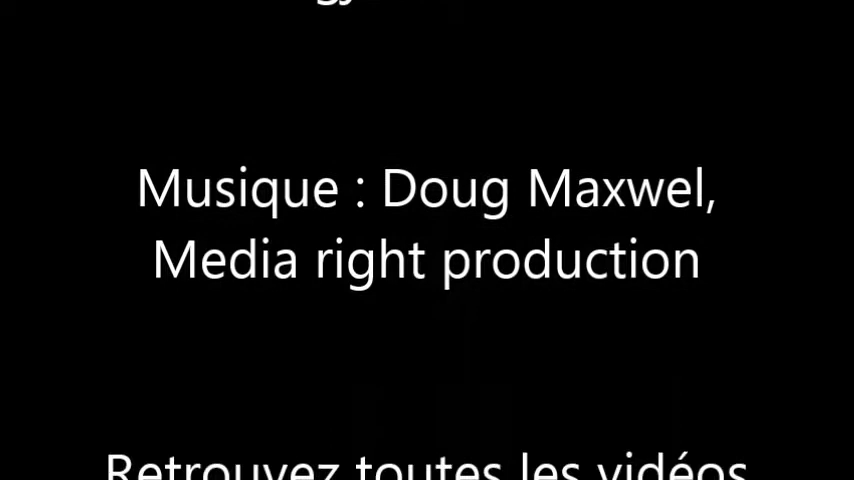 Musique : Doug Maxwel,
Media right production
Retrouvez toutes les vidéos